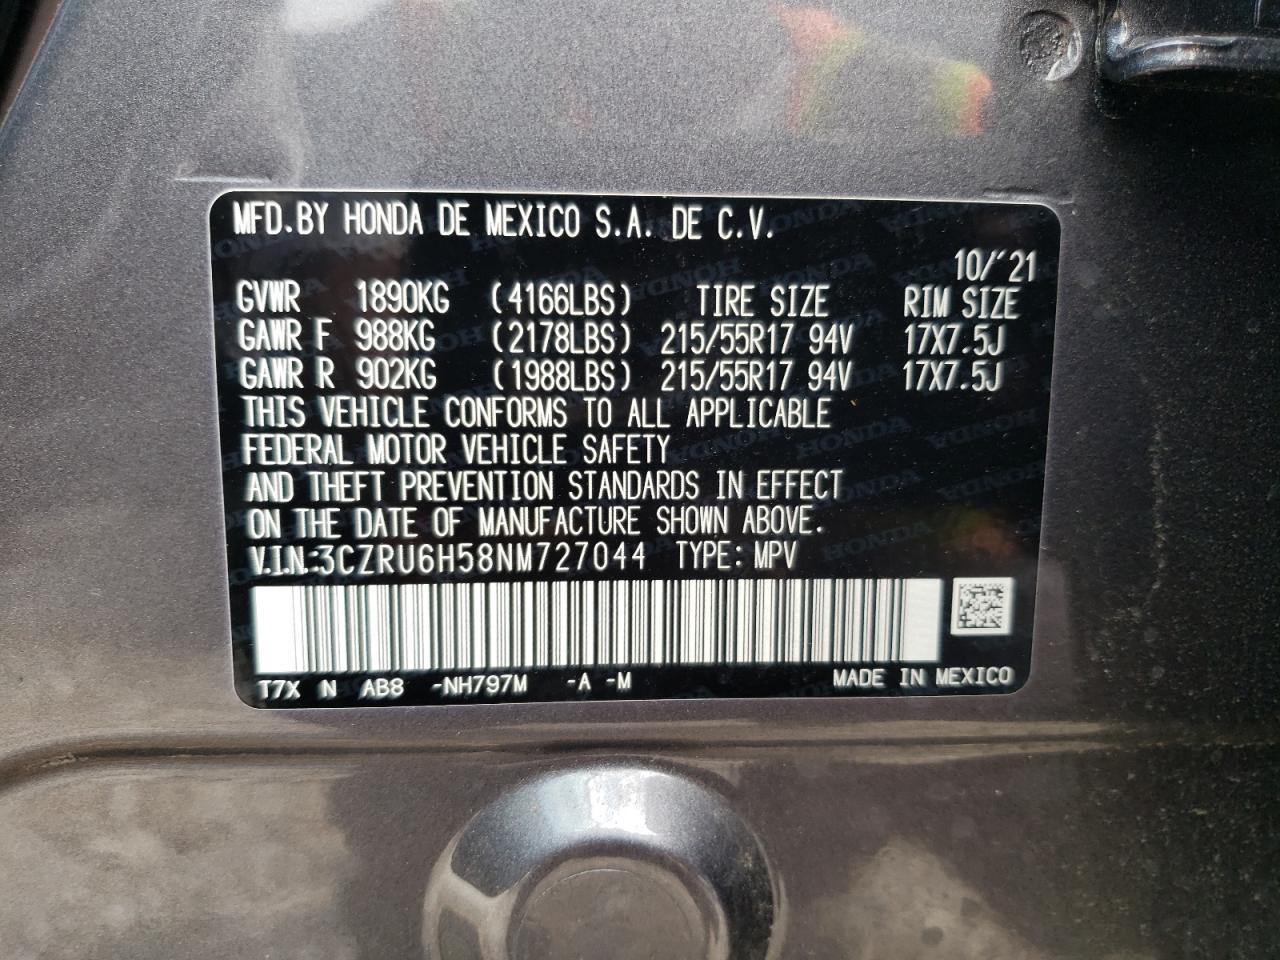 MFD.BY HONDA DE MEXICO S.A. DE C.V.
10/'21
GVWR 1890KG (4166LBS) TIRE SIZE RIM SIZE
GAWR F 988KG (2178LBS) 215/55R17 94V 17X7.5J
GAWR R 902KG (1988LBS) 215/55R17 94V 17X7.5J
THIS VEHICLE CONFORMS TO ALL APPLICABLE
FEDERAL MOTOR VEHICLE SAFETY
AND THEFT PREVENTION STANDARDS IN EFFECT
ON THE DATE OF MANUFACTURE SHOWN ABOVE.
V.I.N.:3CZRU6H58NM727044 TYPE: MPV
T7X N AB8 -NH797M -A -M MADE IN MEXICO